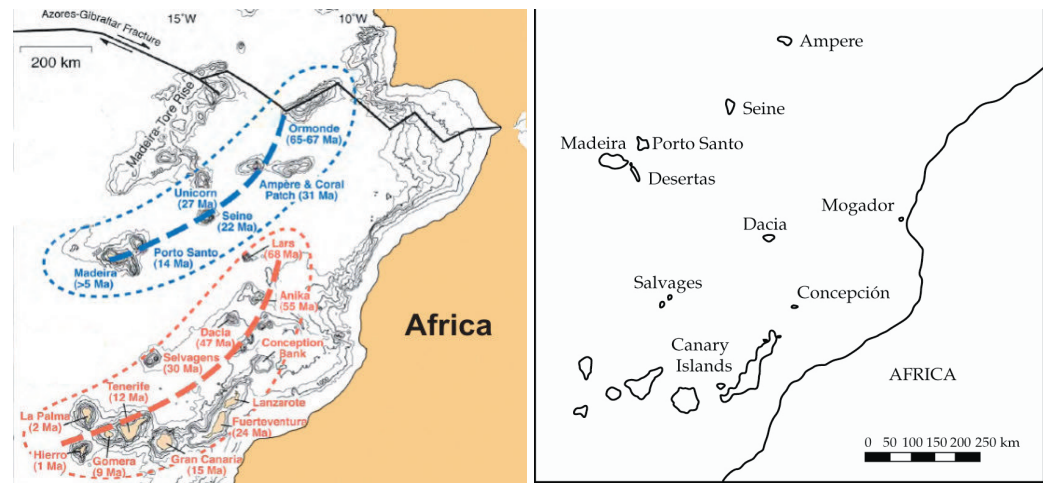 Azores-Gibraltar Fracture
15°W
10°W
200 km
Madeira-Tore Rise
Ormonde
(65-67 Ma)
Unicorn
(27 Ma)
Ampère & Coral
Patch (31 Ma)
Seine
(22 Ma)
Porto Santo
(14 Ma)
Madeira
(>5 Ma)
Lars
(68 Ma)
Anika
(55 Ma)
Africa
Dacia
(47 Ma)
Conception
Bank
Selvagens
(30 Ma)
Tenerife
(12 Ma)
Lanzarote
La Palma
(2 Ma)
Fuerteventura
(24 Ma)
Hierro
(1 Ma)
Gomera
(9 Ma)
Gran Canaria
(15 Ma)
Ampere
Seine
Madeira
Porto Santo
Desertas
Mogador
Dacia
Salvages
Concepción
Canary
Islands
AFRICA
0 50 100 150 200 250 km